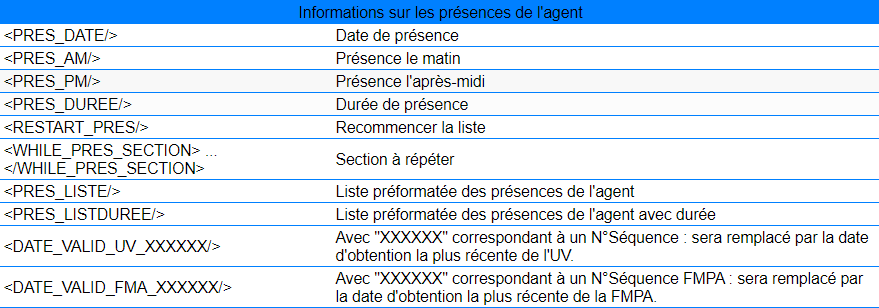 Informations sur les présences de l'agent
<PRES_DATE/> Date de présence
<PRES_AM/> Présence le matin
<PRES_PM/> Présence l'après-midi
<PRES_DUREE/> Durée de présence
<RESTART_PRES/> Recommencer la liste
<WHILE_PRES_SECTION> ...
</WHILE_PRES_SECTION> Section à répéter
<PRES_LISTE/> Liste préformatée des présences de l'agent
<PRES_LISTDUREE/> Liste préformatée des présences de l'agent avec durée
<DATE_VALID_UV_XXXXXX/> Avec "XXXXXX" correspondant à un N°Séquence : sera remplacé par la date
d'obtention la plus récente de l'UV.
<DATE_VALID_FMA_XXXXXX/> Avec "XXXXXX" correspondant à un N°Séquence FMPA : sera remplacé par
la date d'obtention la plus récente de la FMPA.